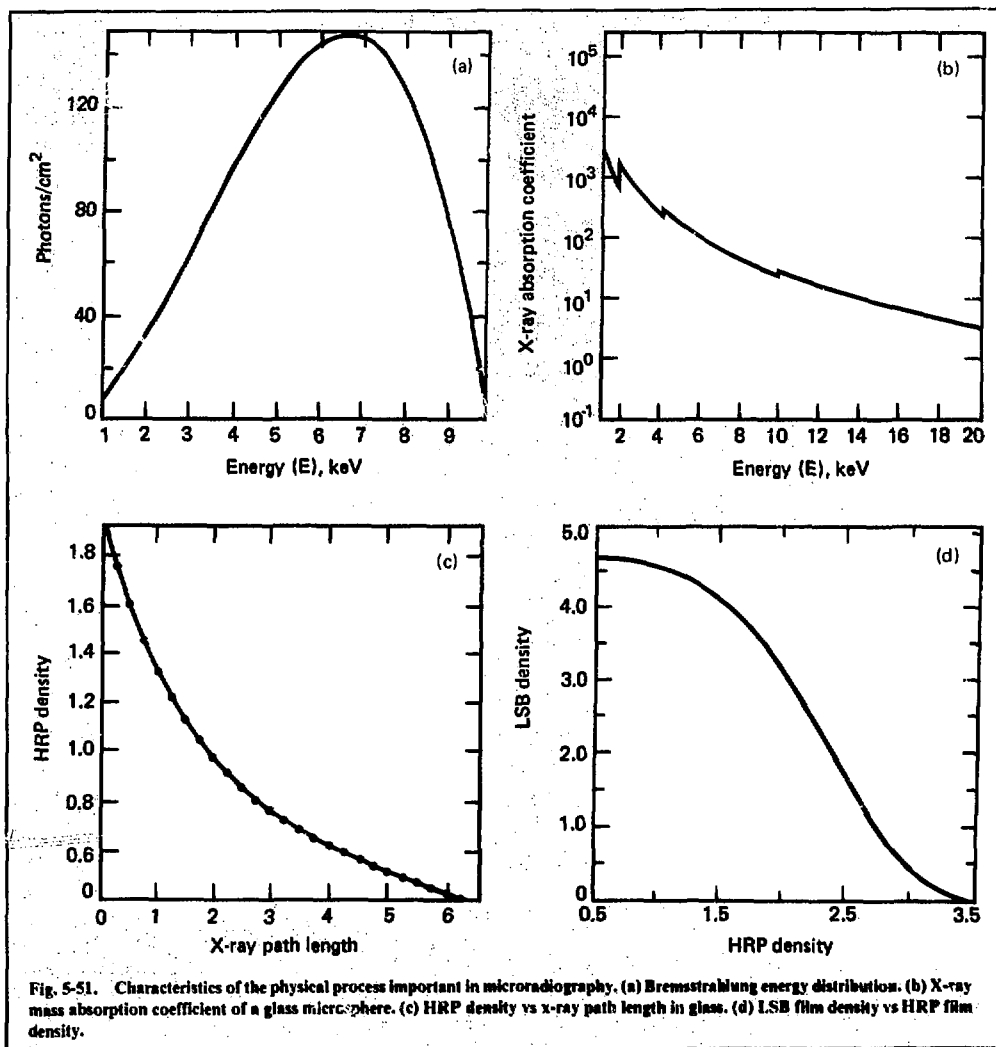 (a)
Photons/cm²
120
80
40
0
1 2 3 4 5 6 7 8 9
Energy (E), keV
(b)
X-ray absorption coefficient
10⁵
10⁴
10³
10²
10¹
10⁰
10⁻¹
2 4 6 8 10 12 14 16 18 20
Energy (E), keV
(c)
HRP density
1.8
1.6
1.4
1.2
1.0
0.8
0.6
0
0 1 2 3 4 5 6
X-ray path length
(d)
LSB density
5.0
4.0
3.0
2.0
1.0
0
0.5 1.5 2.5 3.5
HRP density
Fig. 5-51. Characteristics of the physical process important in microradiography. (a) Bremsstrahlung energy distribution. (b) X-ray
mass absorption coefficient of a glass microsphere. (c) HRP density vs x-ray path length in glass. (d) LSB film density vs HRP film
density.